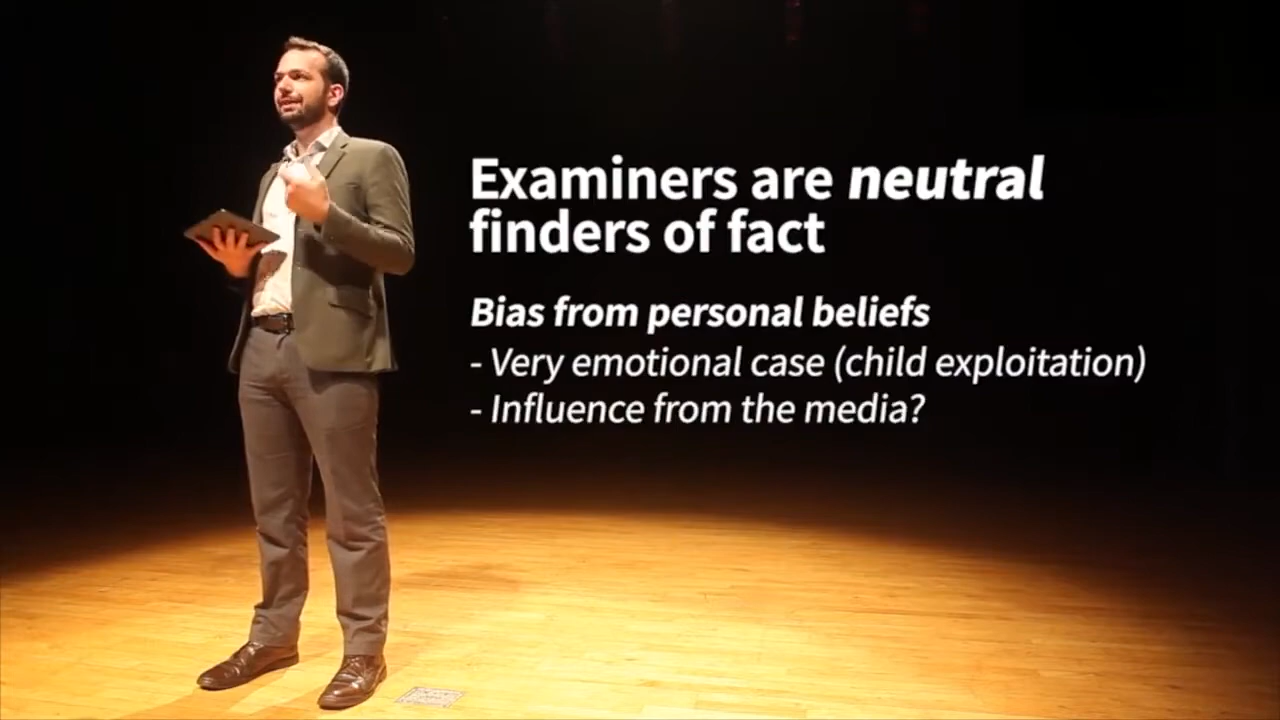 Examiners are neutral
finders of fact
Bias from personal beliefs
- Very emotional case (child exploitation)
- Influence from the media?